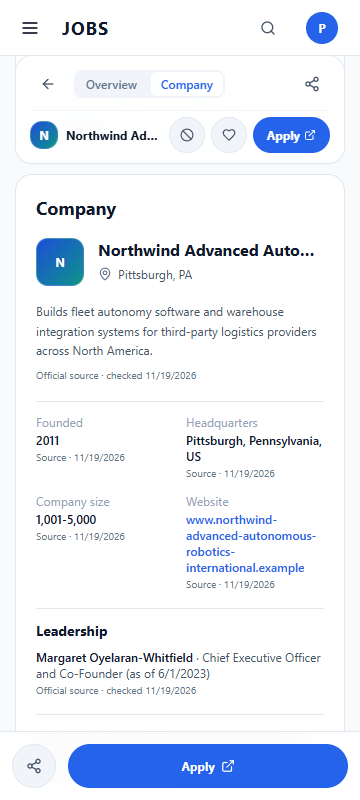 JOBS
P
Overview
Company
N
Northwind Ad...
Apply
Company
N
Northwind Advanced Auto...
Pittsburgh, PA
Builds fleet autonomy software and warehouse
integration systems for third-party logistics providers
across North America.
Official source · checked 11/19/2026
Founded
2011
Source · 11/19/2026
Headquarters
Pittsburgh, Pennsylvania,
US
Source · 11/19/2026
Company size
1,001-5,000
Source · 11/19/2026
Website
www.northwind-
advanced-autonomous-
robotics-
international.example
Source · 11/19/2026
Leadership
Margaret Oyelaran-Whitfield · Chief Executive Officer
and Co-Founder (as of 6/1/2023)
Official source · checked 11/19/2026
Apply